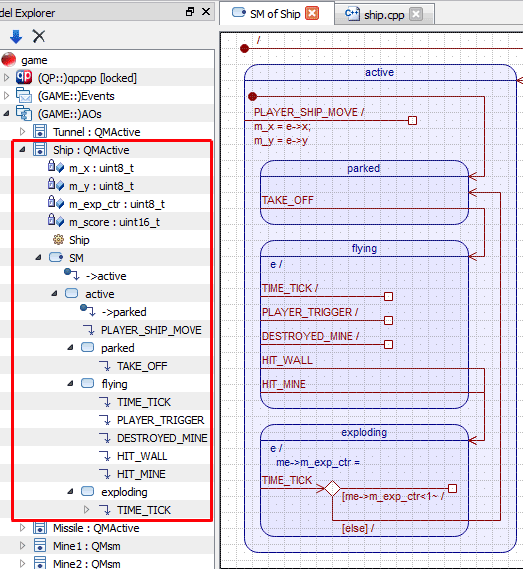 del Explorer
game
(QP::)qpcpp [locked]
(GAME::)Events
(GAME::)AOs
Tunnel : QMActive
Ship : QMActive
m_x : uint8_t
m_y : uint8_t
m_exp_ctr : uint8_t
m_score : uint16_t
Ship
SM
->active
active
->parked
PLAYER_SHIP_MOVE
parked
TAKE_OFF
flying
TIME_TICK
PLAYER_TRIGGER
DESTROYED_MINE
HIT_WALL
HIT_MINE
exploding
TIME_TICK
Missile : QMActive
Mine1 : QMsm
Mine2 : QMsm
SM of Ship
ship.cpp
/
active
PLAYER_SHIP_MOVE /
m_x = e->x;
m_y = e->y
parked
TAKE_OFF
flying
e /
TIME_TICK /
PLAYER_TRIGGER /
DESTROYED_MINE /
HIT_WALL
HIT_MINE
exploding
e /
me->m_exp_ctr =
TIME_TICK
[me->m_exp_ctr<1~ /
[else] /